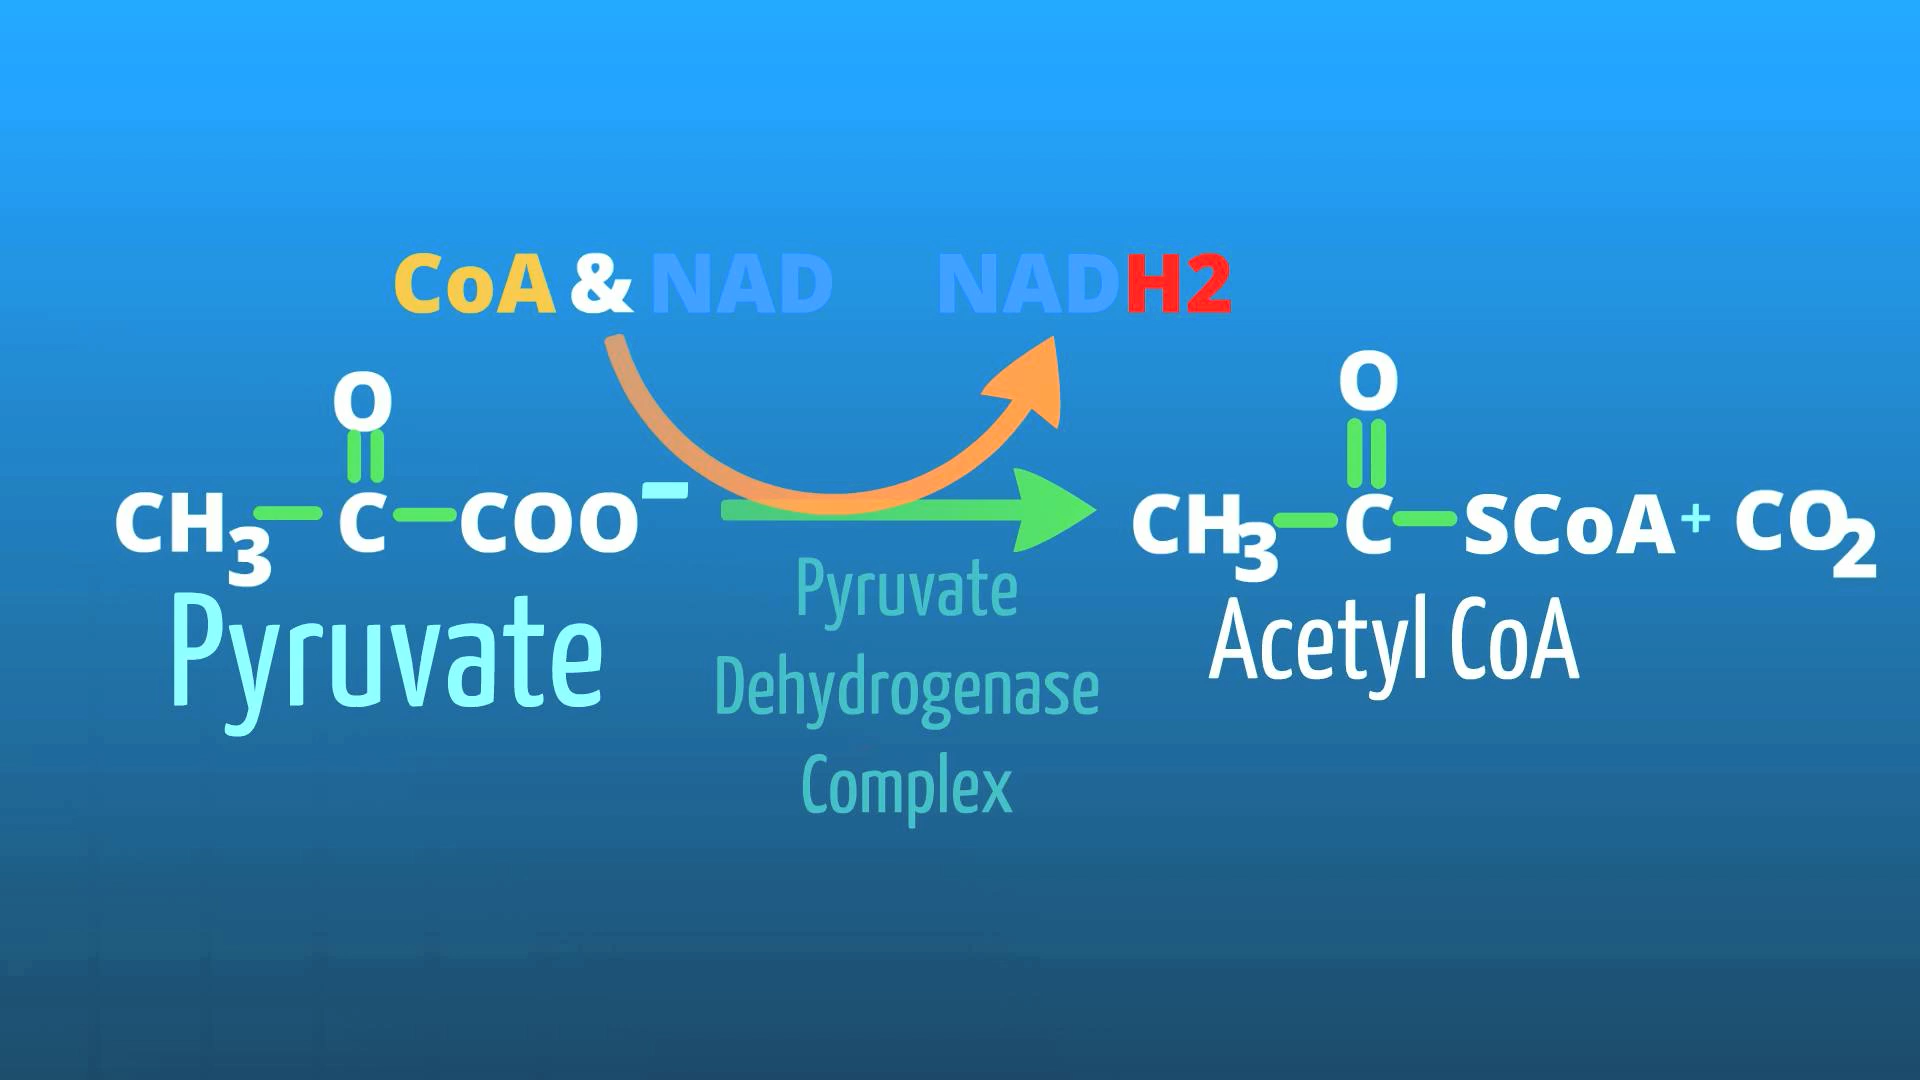 CoA & NAD NADH2
O
CH3 C COO-
Pyruvate
Pyruvate
Dehydrogenase
Complex
O
CH3 C SCoA + CO2
Acetyl CoA